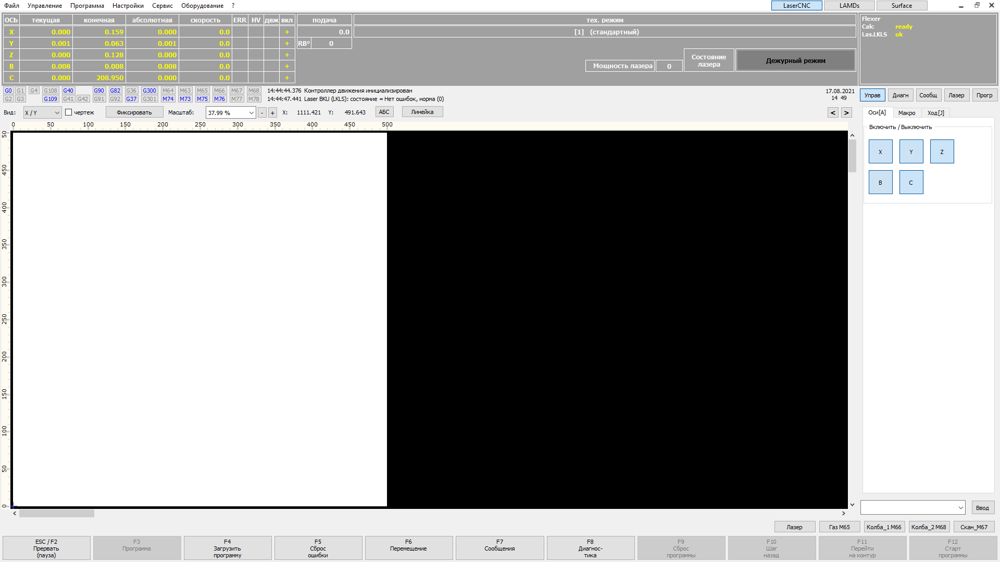 Файл Управление Программа Настройки Сервис Оборудование ? LaserCNC LAMDs Surface
ОСЬ текущая конечная абсолютная скорость ERR HV движ вкл подача тех. режим
X 0.000 0.159 0.000 0.0 + 0.0 [1] (стандартный)
Y 0.001 0.063 0.001 0.0 + RB° 0
Z 0.000 0.128 0.000 0.0 +
B 0.008 0.008 0.008 0.0 +
C 0.000 208.950 0.000 0.0 +
Мощность лазера 0
Состояние
лазера
Дежурный режим
Flexer
Calc ready
Las.LKLS ok
G0 G1 G4 G108 G40 G90 G82 G36 G300 M64 M63 M65 M66 M67 M68 14:44:44.376 Контроллер движения инициализирован
G2 G3 G109 G41 G42 G91 G92 G37 G301 M74 M73 M75 M76 M77 M78 14:44:47.441 Laser BKU (LKLS): состояние = Нет ошибок, норма (0)
17.08.2021
14 49
Управ Диагн Сообщ Лазер Прогр
Вид: X / Y чертеж Фиксировать Масштаб: 37.99 % - + X: 1111.421 Y: 491.643 АБС Линейка < >
Оси[A] Макро Ход[J]
0 50 100 150 200 250 300 350 400 450 500
Включить / Выключить
X Y Z
B C
50
450
400
350
300
250
200
150
100
50
0
Ввод
Лазер Газ M65 Колба_1 M66 Колба_2 M68 Скан_M67
ESC / F2
Прервать
(пауза)
F3
Программа
F4
Загрузить
программу
F5
Сброс
ошибки
F6
Перемещение
F7
Сообщения
F8
Диагнос-
тика
F9
Сброс
программы
F10
Шаг
назад
F11
Перейти
на контур
F12
Старт
программы